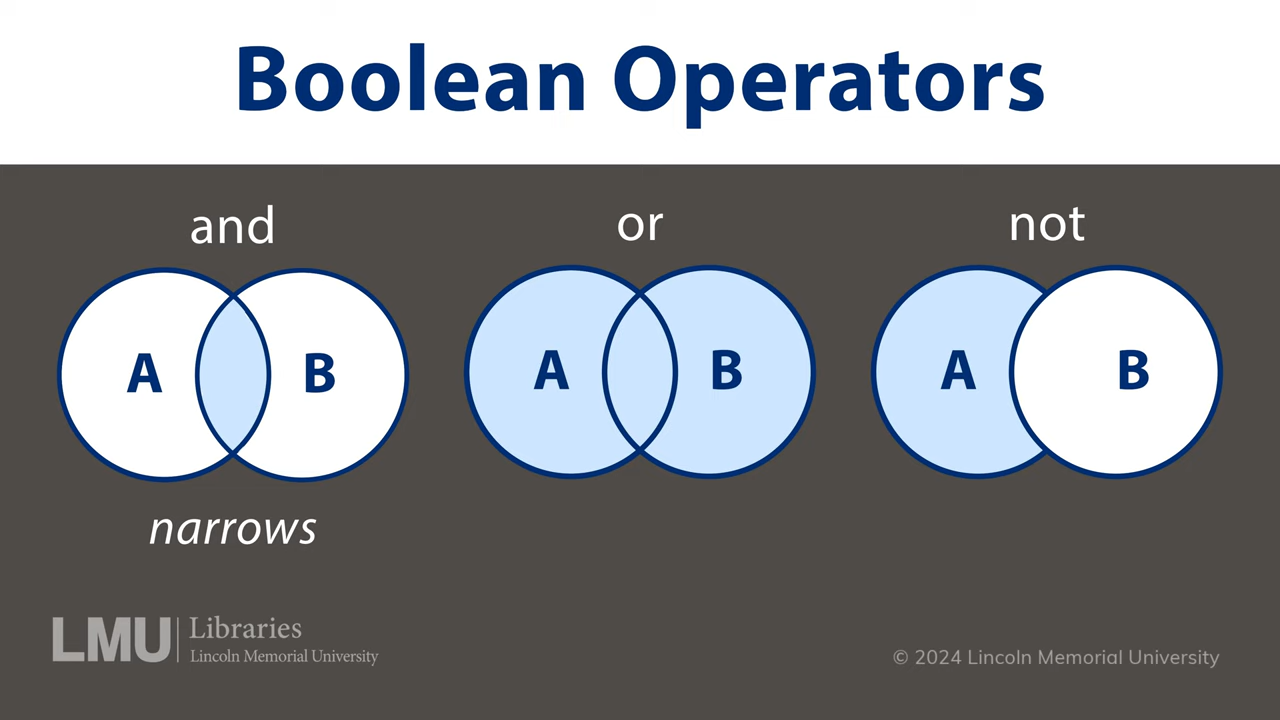 Boolean Operators
and
or
not
A
B
A
B
A
B
narrows
LMU
Libraries
Lincoln Memorial University
© 2024 Lincoln Memorial University